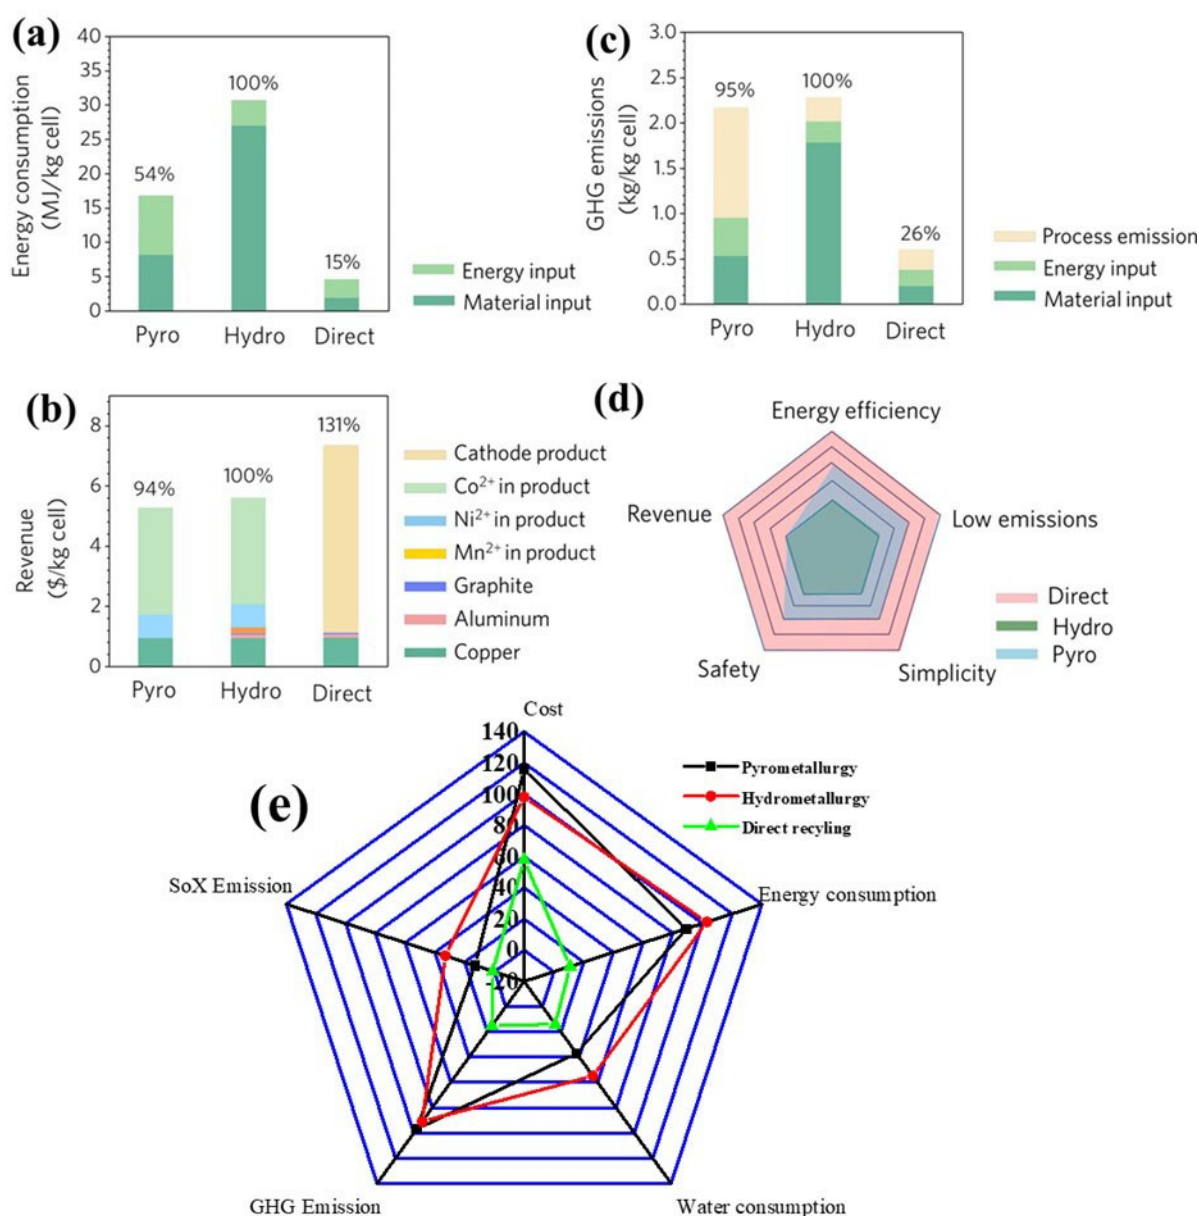 (a)
Energy consumption
(MJ/kg cell)
40
35
30
25
20
15
10
5
0
54%
100%
15%
Pyro
Hydro
Direct
Energy input
Material input
(c)
GHG emissions
(kg/kg cell)
3.0
2.5
2.0
1.5
1.0
0.5
0.0
95%
100%
26%
Pyro
Hydro
Direct
Process emission
Energy input
Material input
(b)
Revenue
($/kg cell)
8
6
4
2
0
94%
100%
131%
Pyro
Hydro
Direct
Cathode product
Co²⁺ in product
Ni²⁺ in product
Mn²⁺ in product
Graphite
Aluminum
Copper
(d)
Energy efficiency
Revenue
Low emissions
Safety
Simplicity
Direct
Hydro
Pyro
(e)
Cost
140
120
100
80
60
40
20
0
-20
SoX Emission
Energy consumption
GHG Emission
Water consumption
Pyrometallurgy
Hydrometallurgy
Direct recyling